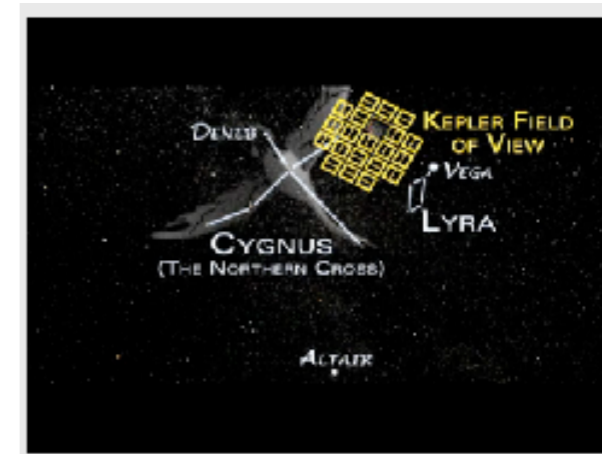 Deneb
Kepler Field
of View
Vega
Lyra
Cygnus
(The Northern Cross)
Altair